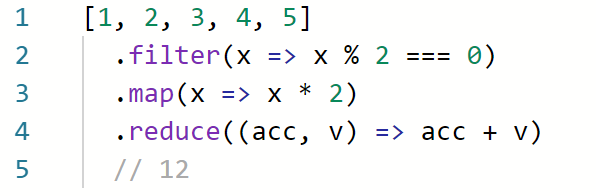 1 [1, 2, 3, 4, 5]
2 .filter(x => x % 2 === 0)
3 .map(x => x * 2)
4 .reduce((acc, v) => acc + v)
5 // 12